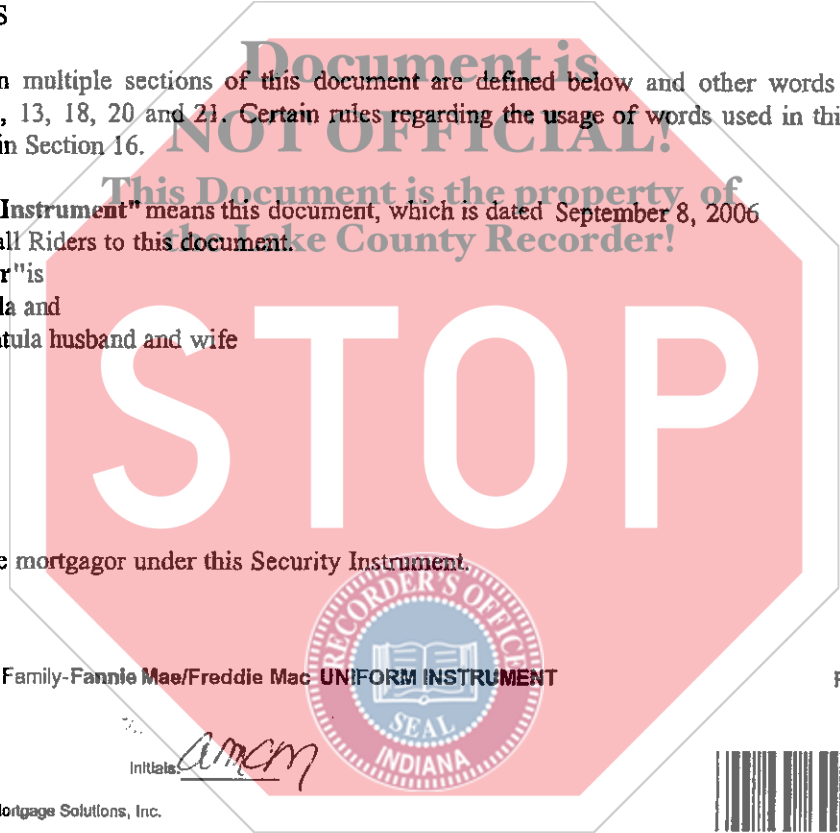 S
Document is
n multiple sections of this document are defined below and other words
, 13, 18, 20 and 21. Certain rules regarding the usage of words used in thi
NOT OFFICIAL!
in Section 16.
This Document is the property of
Instrument" means this document, which is dated September 8, 2006
all Riders to this document.
the Lake County Recorder!
r" is
la and
tula husband and wife
STOP
e mortgagor under this Security Instrument.
RECORDER'S OFFICE
Family-Fannie Mae/Freddie Mac UNIFORM INSTRUMENT
SEAL
INDIANA
Initials: amcm
Mortgage Solutions, Inc.